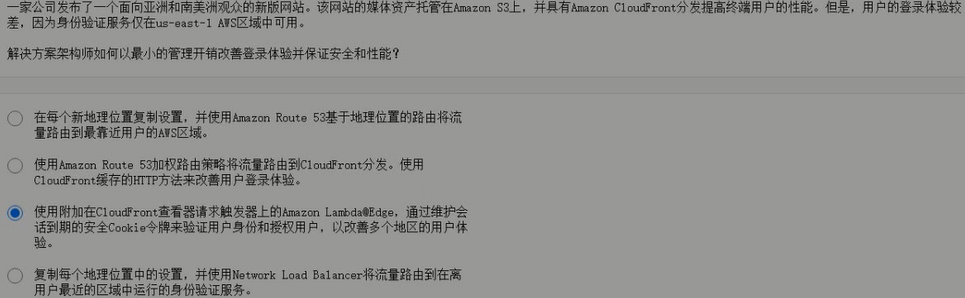 一家公司发布了一个面向亚洲和南美洲观众的新版网站。该网站的媒体资产托管在Amazon S3上，并具有Amazon CloudFront分发提高终端用户的性能。但是，用户的登录体验较
差，因为身份验证服务仅在us-east-1 AWS区域中可用。
解决方案架构师如何以最小的管理开销改善登录体验并保证安全和性能？
在每个新地理位置复制设置，并使用Amazon Route 53基于地理位置的路由将流
量路由到最靠近用户的AWS区域。
使用Amazon Route 53加权路由策略将流量路由到CloudFront分发。使用
CloudFront缓存的HTTP方法来改善用户登录体验。
使用附加在CloudFront查看器请求触发器上的Amazon Lambda@Edge，通过维护会
话到期的安全Cookie令牌来验证用户身份和授权用户，以改善多个地区的用户体
验。
复制每个地理位置中的设置，并使用Network Load Balancer将流量路由到在离
用户最近的区域中运行的身份验证服务。